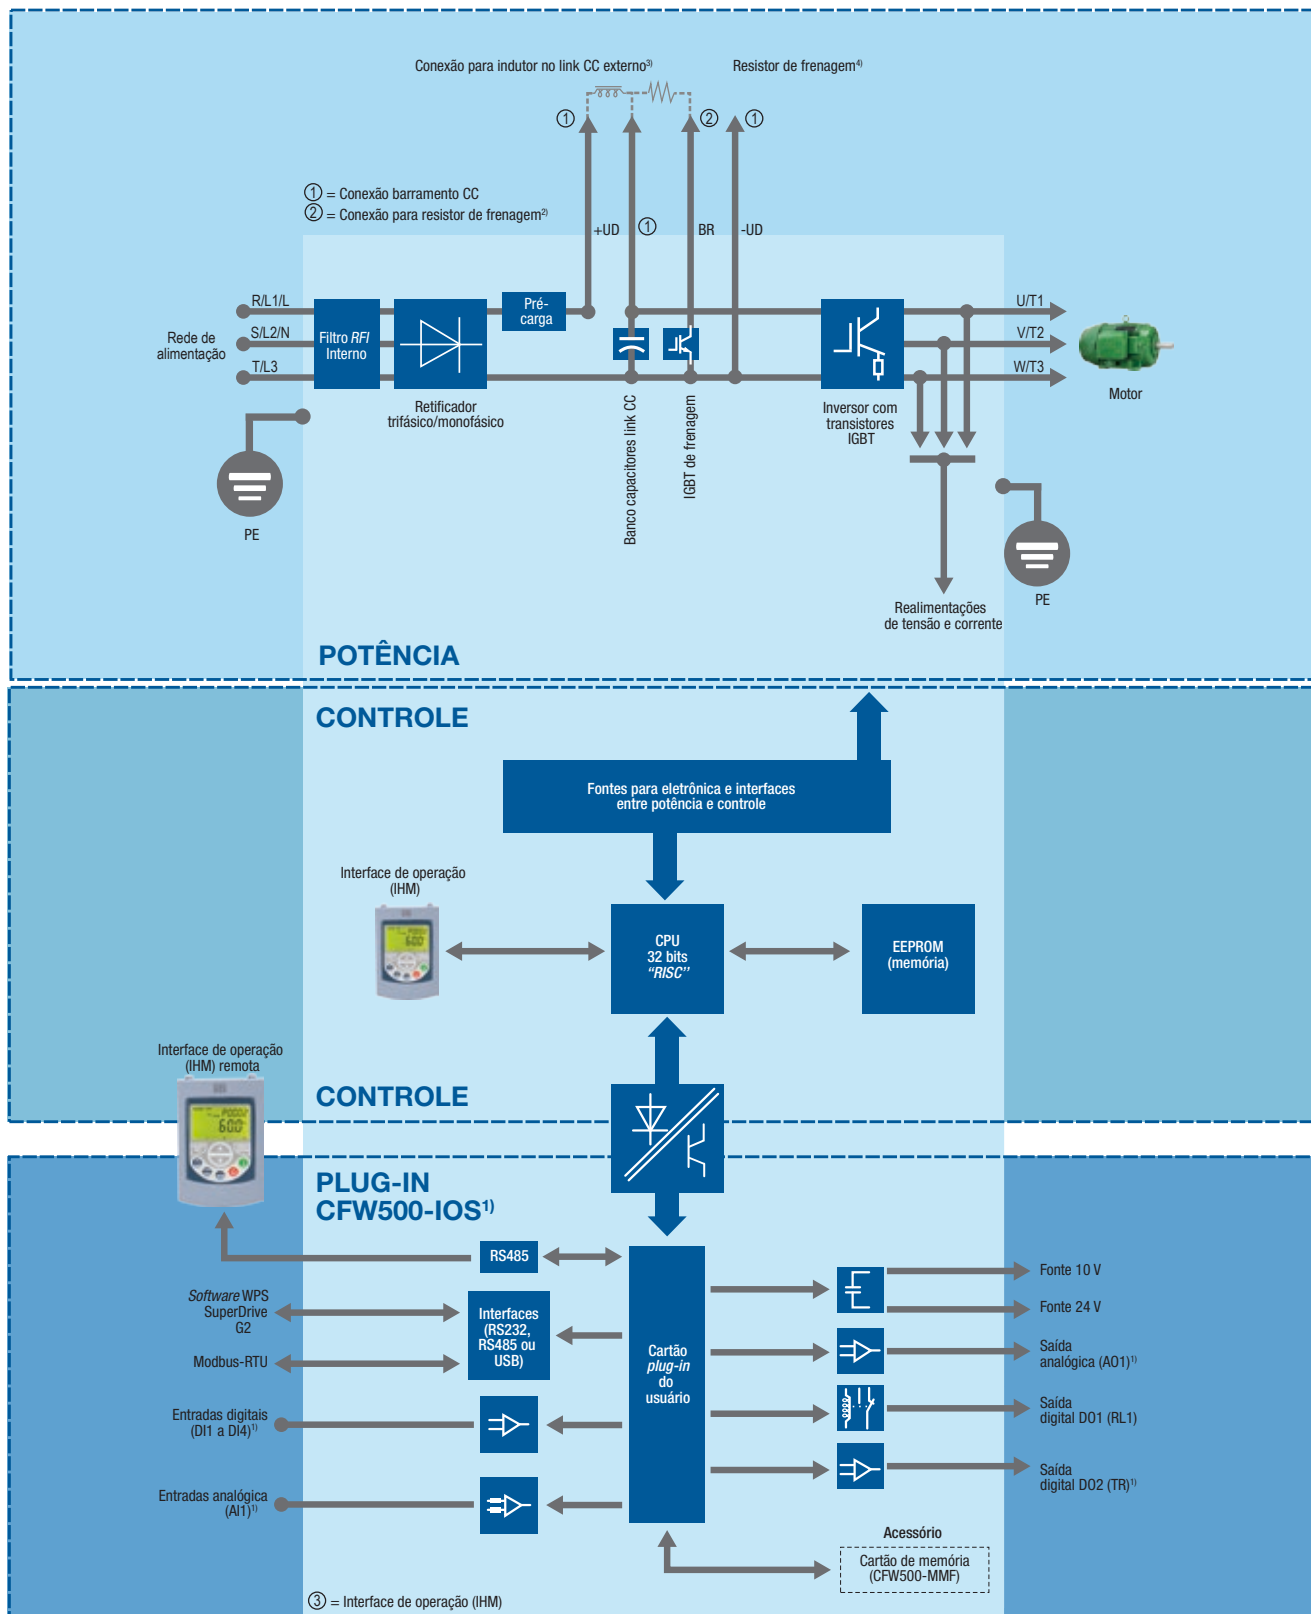 Conexão para indutor no link CC externo³⁾
Resistor de frenagem⁴⁾
①
②
①
① = Conexão barramento CC
② = Conexão para resistor de frenagem²⁾
+UD
①
BR
-UD
Rede de
alimentação
R/L1/L
S/L2/N
T/L3
Filtro RFI
Interno
Pré-
carga
Retificador
trifásico/monofásico
Banco capacitores link CC
IGBT de frenagem
Inversor com
transistores
IGBT
U/T1
V/T2
W/T3
Motor
PE
PE
Realimentações
de tensão e corrente
POTÊNCIA
CONTROLE
Fontes para eletrônica e interfaces
entre potência e controle
Interface de operação
(IHM)
60.0
CPU
32 bits
“RISC”
EEPROM
(memória)
Interface de operação
(IHM) remota
60.0
CONTROLE
PLUG-IN
CFW500-IOS¹⁾
RS485
Software WPS
SuperDrive
G2
Modbus-RTU
Interfaces
(RS232,
RS485 ou
USB)
Entradas digitais
(DI1 a DI4)¹⁾
Entradas analógica
(AI1)¹⁾
Cartão
plug-in
do
usuário
Fonte 10 V
Fonte 24 V
Saída
analógica (AO1)¹⁾
Saída
digital DO1 (RL1)
Saída
digital DO2 (TR)¹⁾
Acessório
Cartão de memória
(CFW500-MMF)
③ = Interface de operação (IHM)